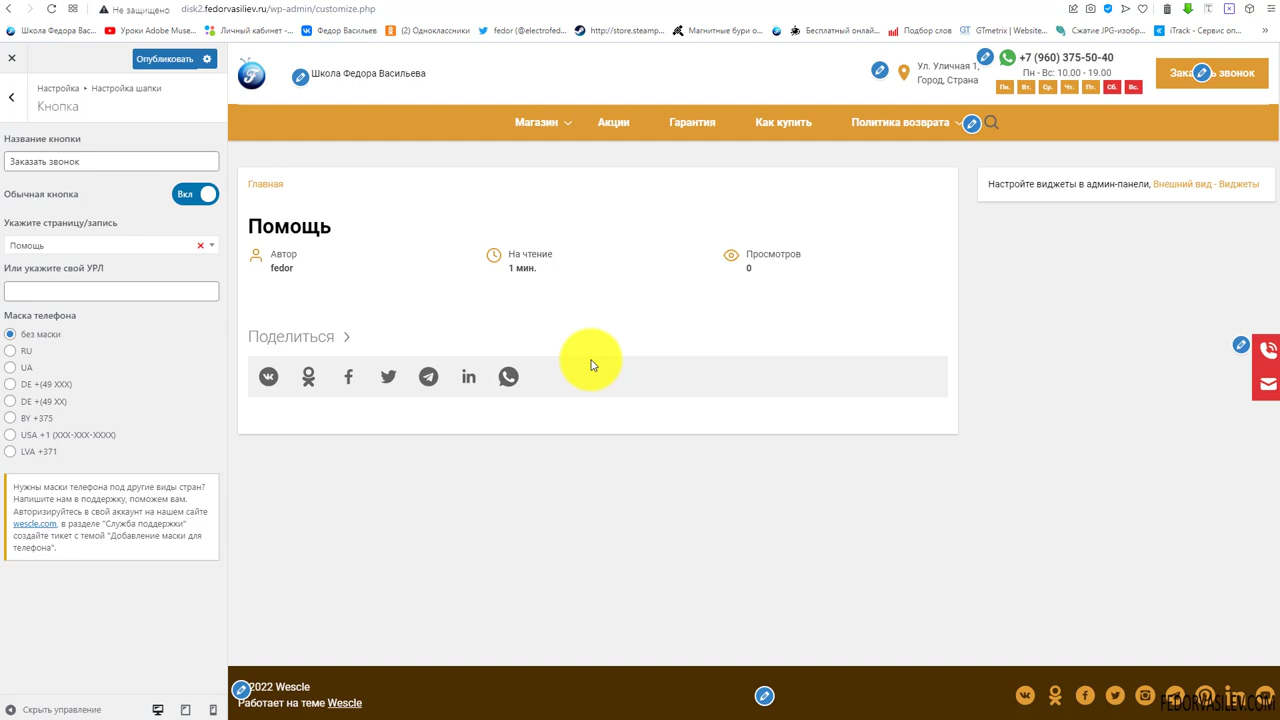 Не защищено
disk2.fedorvasiliev.ru/wp-admin/customize.php
Школа Федора Вас...
Уроки Adobe Muse...
Личный кабинет -...
Федор Васильев
(2) Одноклассники
fedor (@electrofed...
http://store.steamp...
Магнитные бури о...
Бесплатный онлай...
Подбор слов
GTmetrix | Website...
Сжатие JPG-изобр...
iTrack - Сервис оп...
Опубликовать
Настройка
Настройка шапки
Кнопка
Название кнопки
Заказать звонок
Обычная кнопка
Вкл
Укажите страницу/запись
Помощь
Или укажите свой УРЛ
Маска телефона
без маски
RU
UA
DE +(49 XXX)
DE +(49 XX)
BY +375
USA +1 (XXX-XXX-XXXX)
LVA +371
Нужны маски телефона под другие виды стран?
Напишите нам в поддержку, поможем вам.
Авторизируйтесь в свой аккаунт на нашем сайте
wescle.com, в разделе "Служба поддержки"
создайте тикет с темой "Добавление маски для
телефона".
Скрыть управление
Школа Федора Васильева
Ул. Уличная 1,
Город, Страна
+7 (960) 375-50-40
Пн - Вс: 10.00 - 19.00
Пн. Вт. Ср. Чт. Пт. Сб. Вс.
звонок
Магазин
Акции
Гарантия
Как купить
Политика возврата
Главная
Помощь
Автор
fedor
На чтение
1 мин.
Просмотров
0
Поделиться
Настройте виджеты в админ-панели, Внешний вид - Виджеты
2022 Wescle
Работает на теме Wescle
FEDORVASILEV.COM